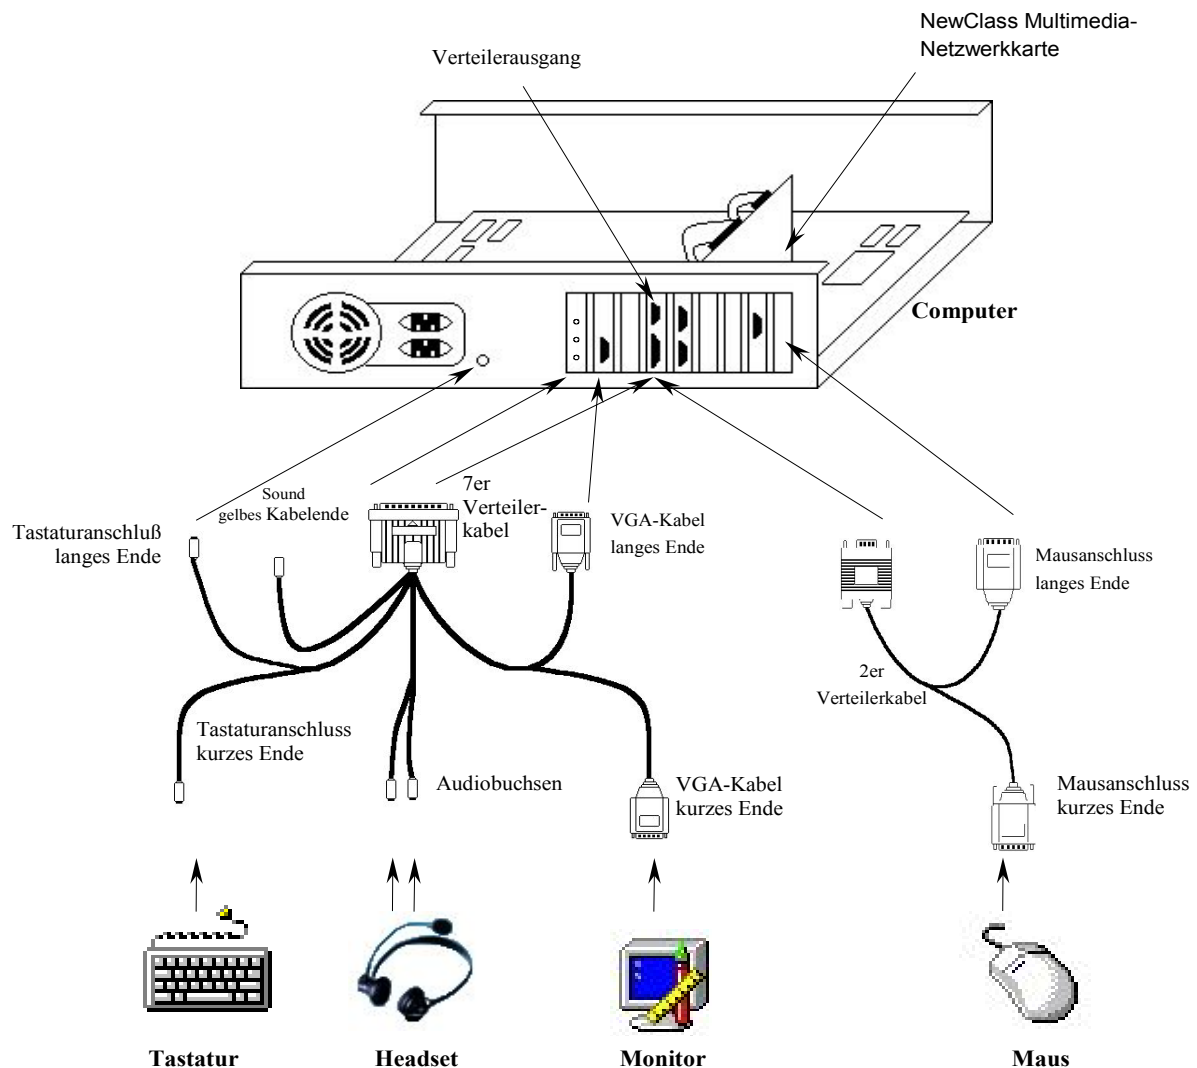 NewClass Multimedia-
Netzwerkkarte
Verteilerausgang
Computer
Sound
gelbes Kabelende
7er
Verteiler-
kabel
Tastaturanschluß
langes Ende
VGA-Kabel
langes Ende
Mausanschluss
langes Ende
2er
Verteilerkabel
Tastaturanschluss
kurzes Ende
Audiobuchsen
VGA-Kabel
kurzes Ende
Mausanschluss
kurzes Ende
Tastatur
Headset
Monitor
Maus